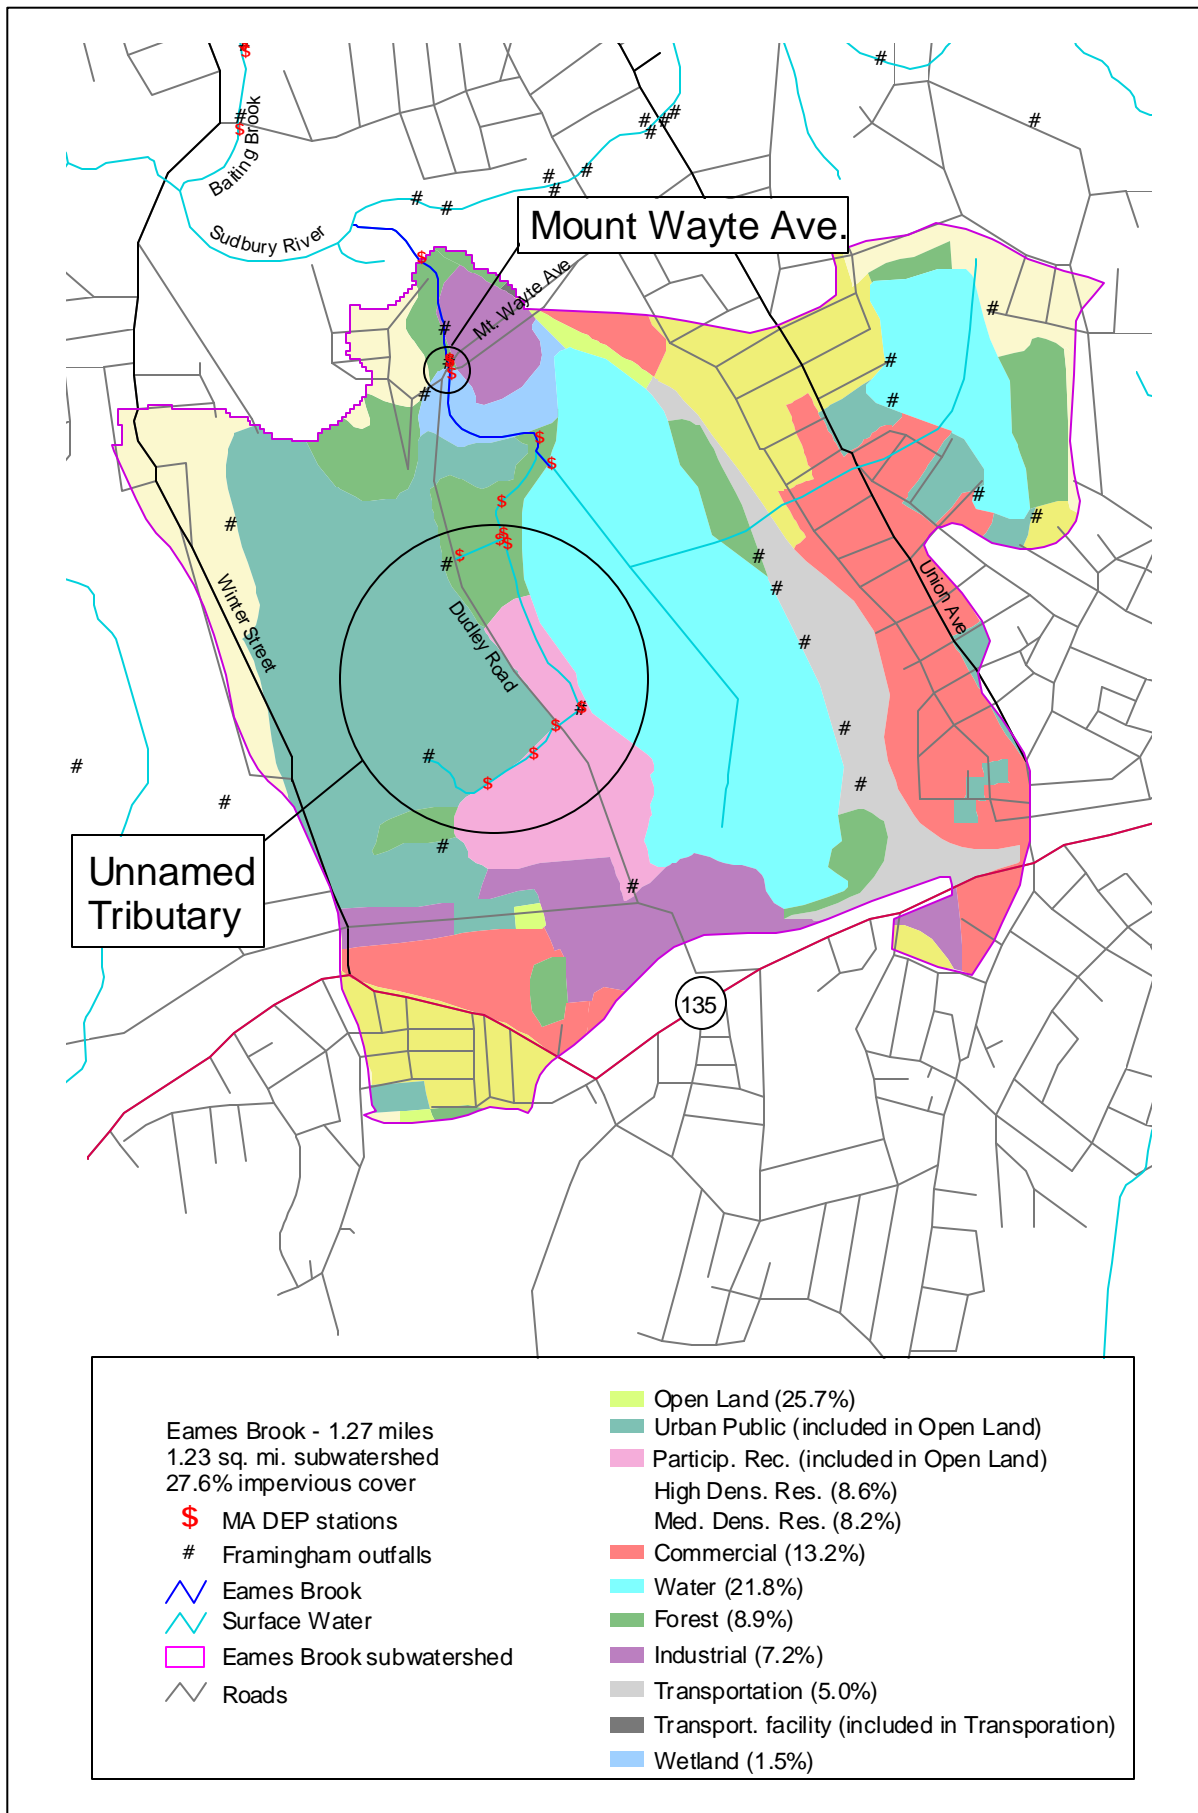 Baiting Brook
Sudbury River
Mount Wayte Ave.
Mt. Wayte Ave
Winter Street
Dudley Road
Union Ave
Unnamed
Tributary
135
Eames Brook - 1.27 miles
1.23 sq. mi. subwatershed
27.6% impervious cover
$ MA DEP stations
# Framingham outfalls
Eames Brook
Surface Water
Eames Brook subwatershed
Roads
Open Land (25.7%)
Urban Public (included in Open Land)
Particip. Rec. (included in Open Land)
High Dens. Res. (8.6%)
Med. Dens. Res. (8.2%)
Commercial (13.2%)
Water (21.8%)
Forest (8.9%)
Industrial (7.2%)
Transportation (5.0%)
Transport. facility (included in Transporation)
Wetland (1.5%)